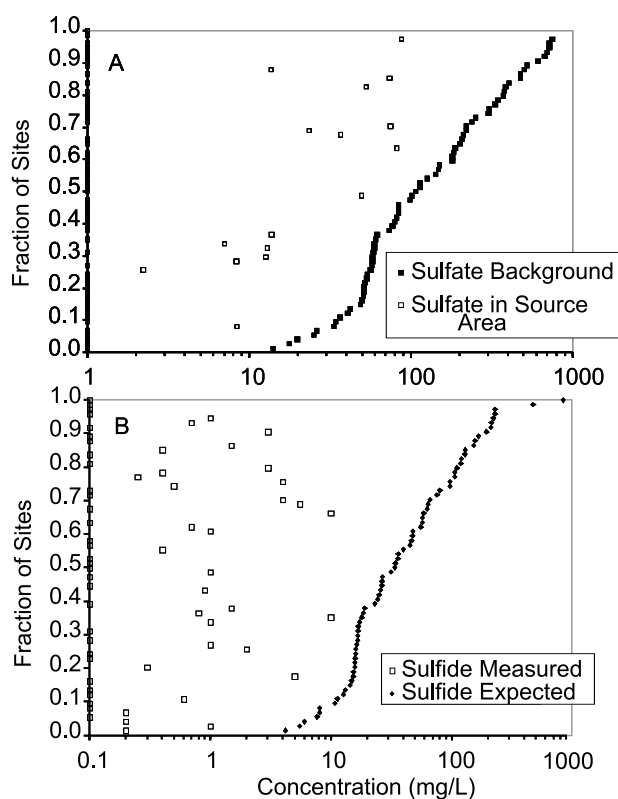 A
Fraction of Sites
1.0
0.9
0.8
0.7
0.6
0.5
0.4
0.3
0.2
0.1
0.0
Sulfate Background
Sulfate in Source
Area
1 10 100 1000
B
Fraction of Sites
1.0
0.9
0.8
0.7
0.6
0.5
0.4
0.3
0.2
0.1
0.0
Sulfide Measured
Sulfide Expected
0.1 1 10 100 1000
Concentration (mg/L)